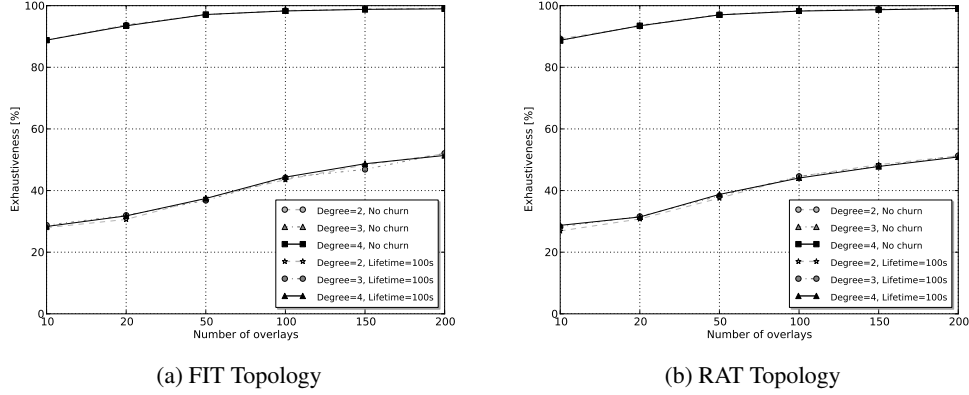 100
80
60
40
20
0
Exhaustiveness [%]
Degree=2, No churn
Degree=3, No churn
Degree=4, No churn
Degree=2, Lifetime=100s
Degree=3, Lifetime=100s
Degree=4, Lifetime=100s
10 20 50 100 150 200
Number of overlays
(a) FIT Topology
100
80
60
40
20
0
Exhaustiveness [%]
Degree=2, No churn
Degree=3, No churn
Degree=4, No churn
Degree=2, Lifetime=100s
Degree=3, Lifetime=100s
Degree=4, Lifetime=100s
10 20 50 100 150 200
Number of overlays
(b) RAT Topology